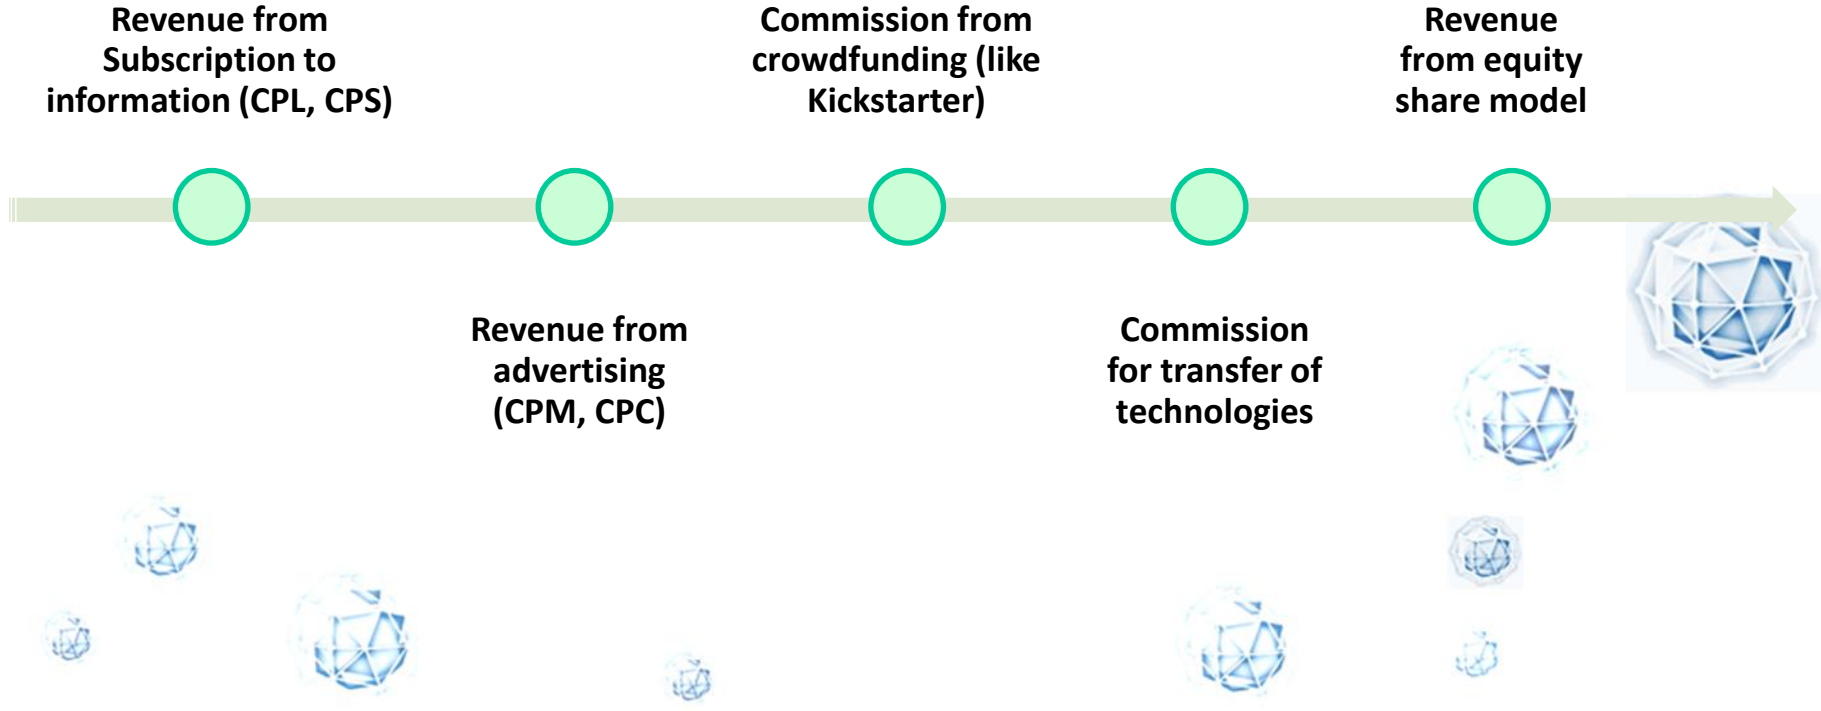 Revenue from
Subscription to
information (CPL, CPS)
Revenue from
advertising
(CPM, CPC)
Commission from
crowdfunding (like
Kickstarter)
Commission
for transfer of
technologies
Revenue
from equity
share model